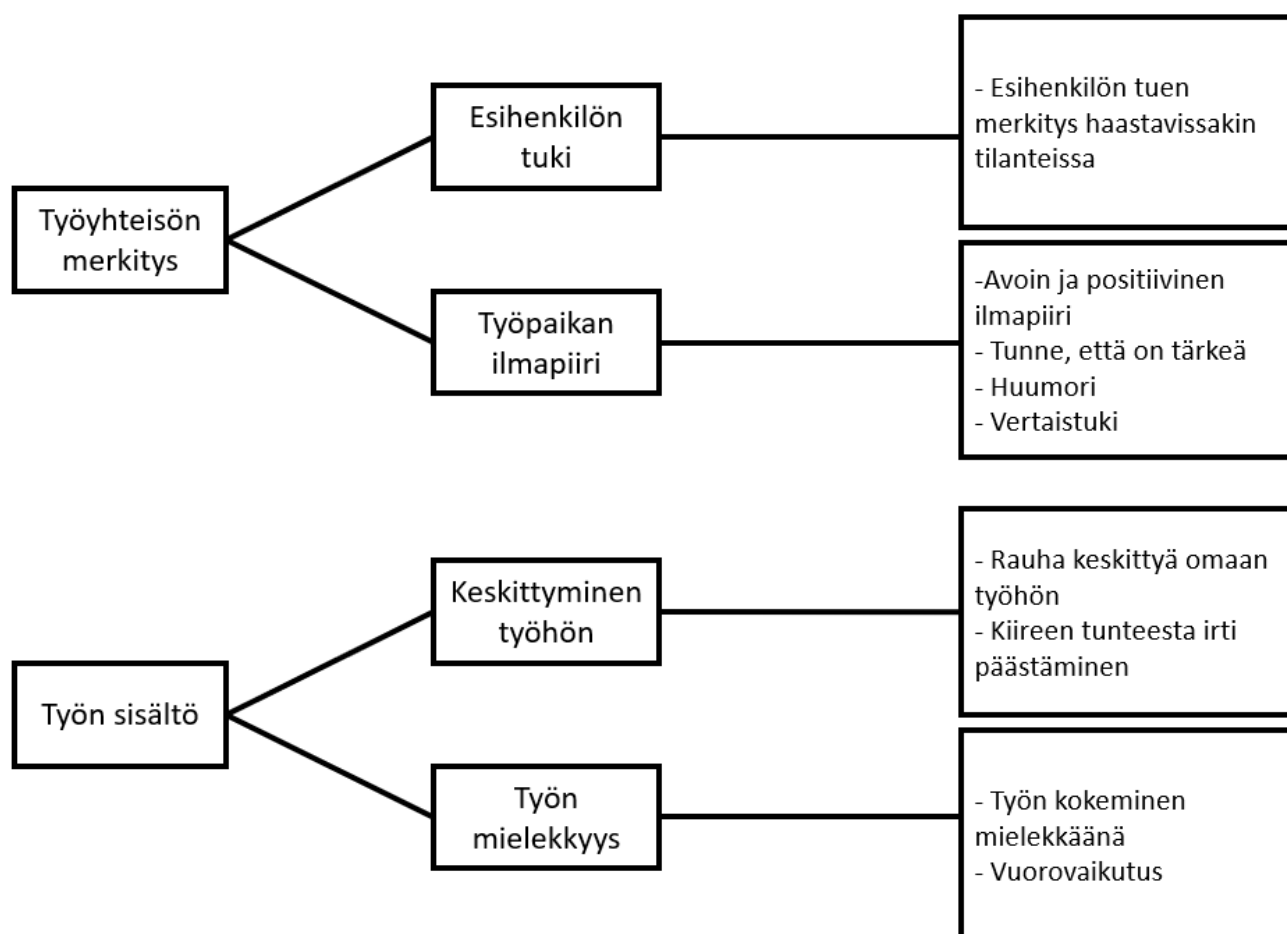 Työyhteisön
merkitys
Esihenkilön
tuki
- Esihenkilön tuen
merkitys haastavissakin
tilanteissa
Työpaikan
ilmapiiri
-Avoin ja positiivinen
ilmapiiri
- Tunne, että on tärkeä
- Huumori
- Vertaistuki
Työn sisältö
Keskittyminen
työhön
- Rauha keskittyä omaan
työhön
- Kiireen tunteesta irti
päästäminen
Työn
mielekkyys
- Työn kokeminen
mielekkäänä
- Vuorovaikutus